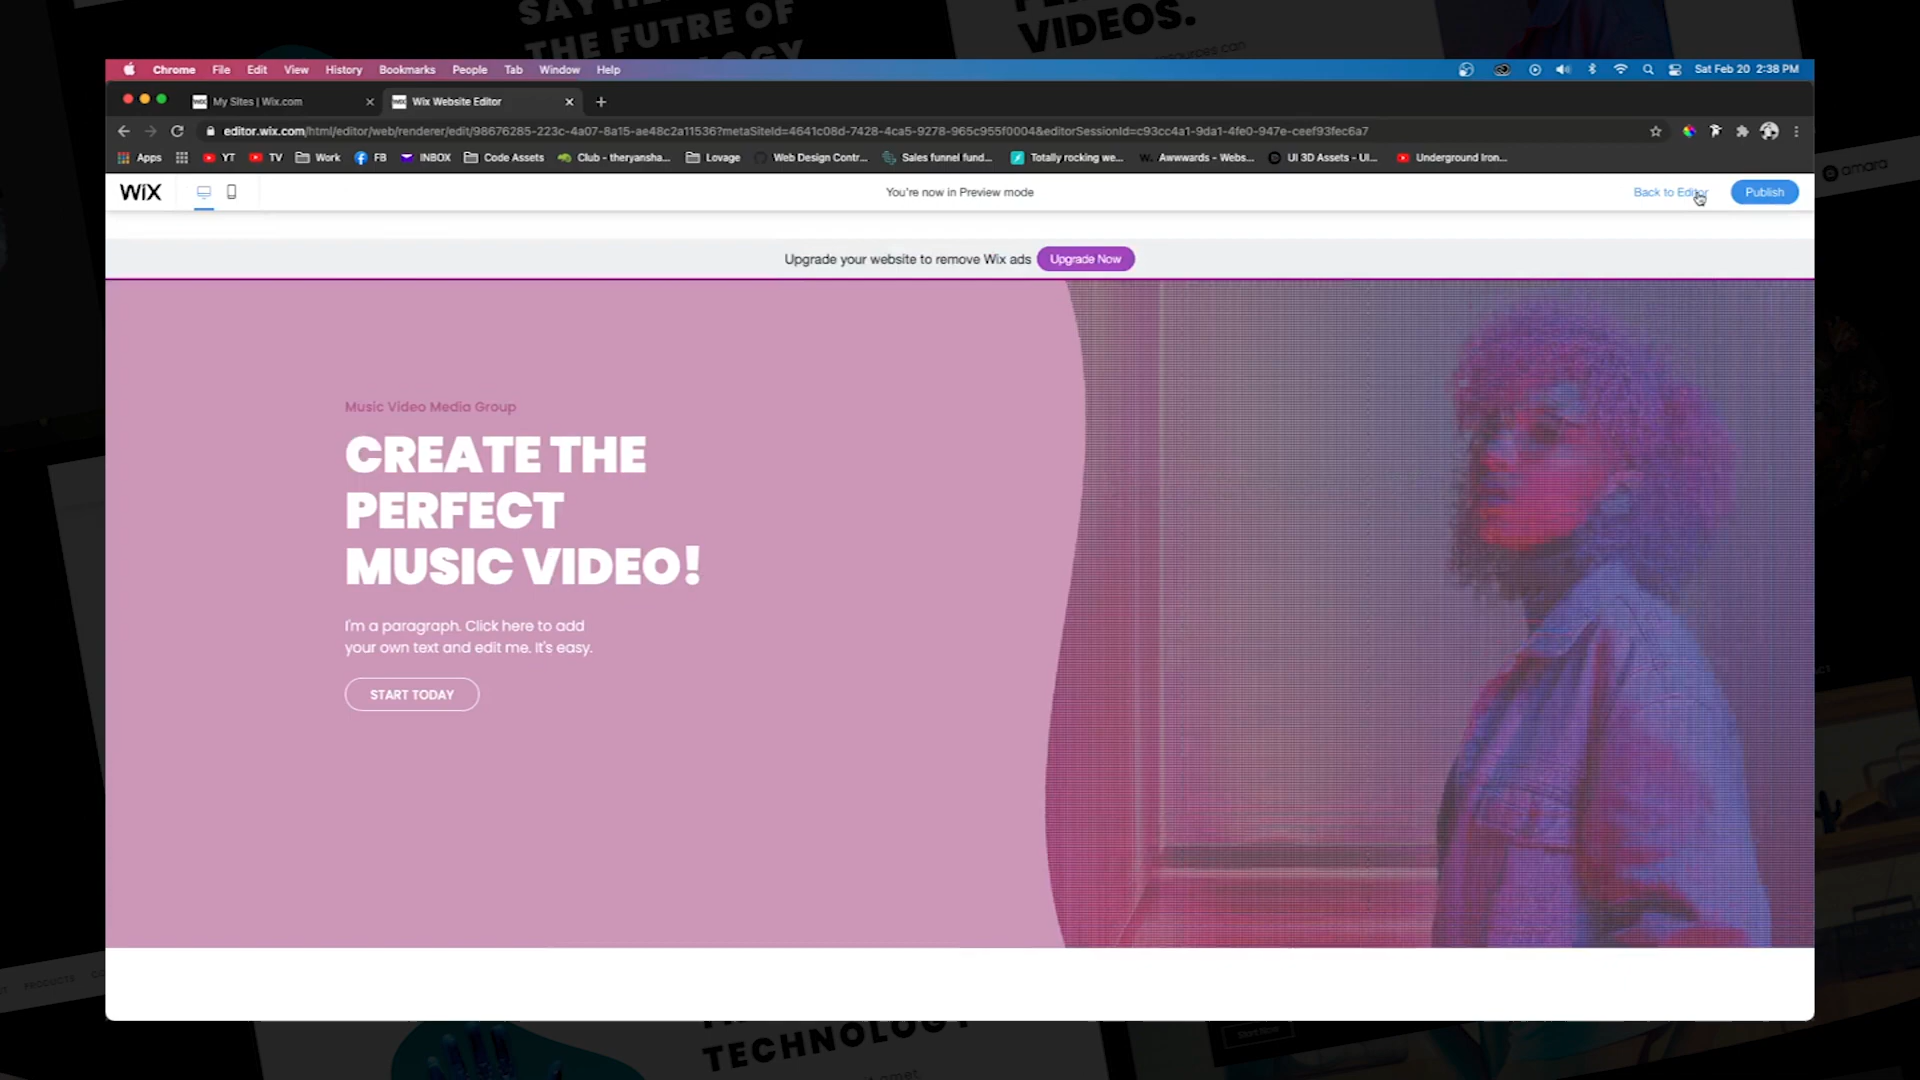 THE FUTRE OF
VIDEOS.
Chrome File Edit View History Bookmarks People Tab Window Help
Sat Feb 20 2:38 PM
My Sites | Wix.com
Wix Website Editor
editor.wix.com/html/editor/web/renderer/edit/98676285-223c-4a07-8a15-ae48c2a11536?metaSiteId=4641c08d-7428-4ca5-9278-965c955f0004&editorSessionId=c93cc4a1-9da1-4fe0-947e-ceef93fec6a7
Apps YT TV Work FB INBOX Code Assets Club - theryansha... Lovage Web Design Contr... Sales funnel fund... Totally rocking we... Awwwards - Webs... UI 3D Assets - UI... Underground Iron...
amara
WiX
You're now in Preview mode
Back to Editor
Publish
Upgrade your website to remove Wix ads
Upgrade Now
Music Video Media Group
CREATE THE
PERFECT
MUSIC VIDEO!
I'm a paragraph. Click here to add
your own text and edit me. It's easy.
START TODAY
PRODUCTS
TECHNOLOGY
Start Now